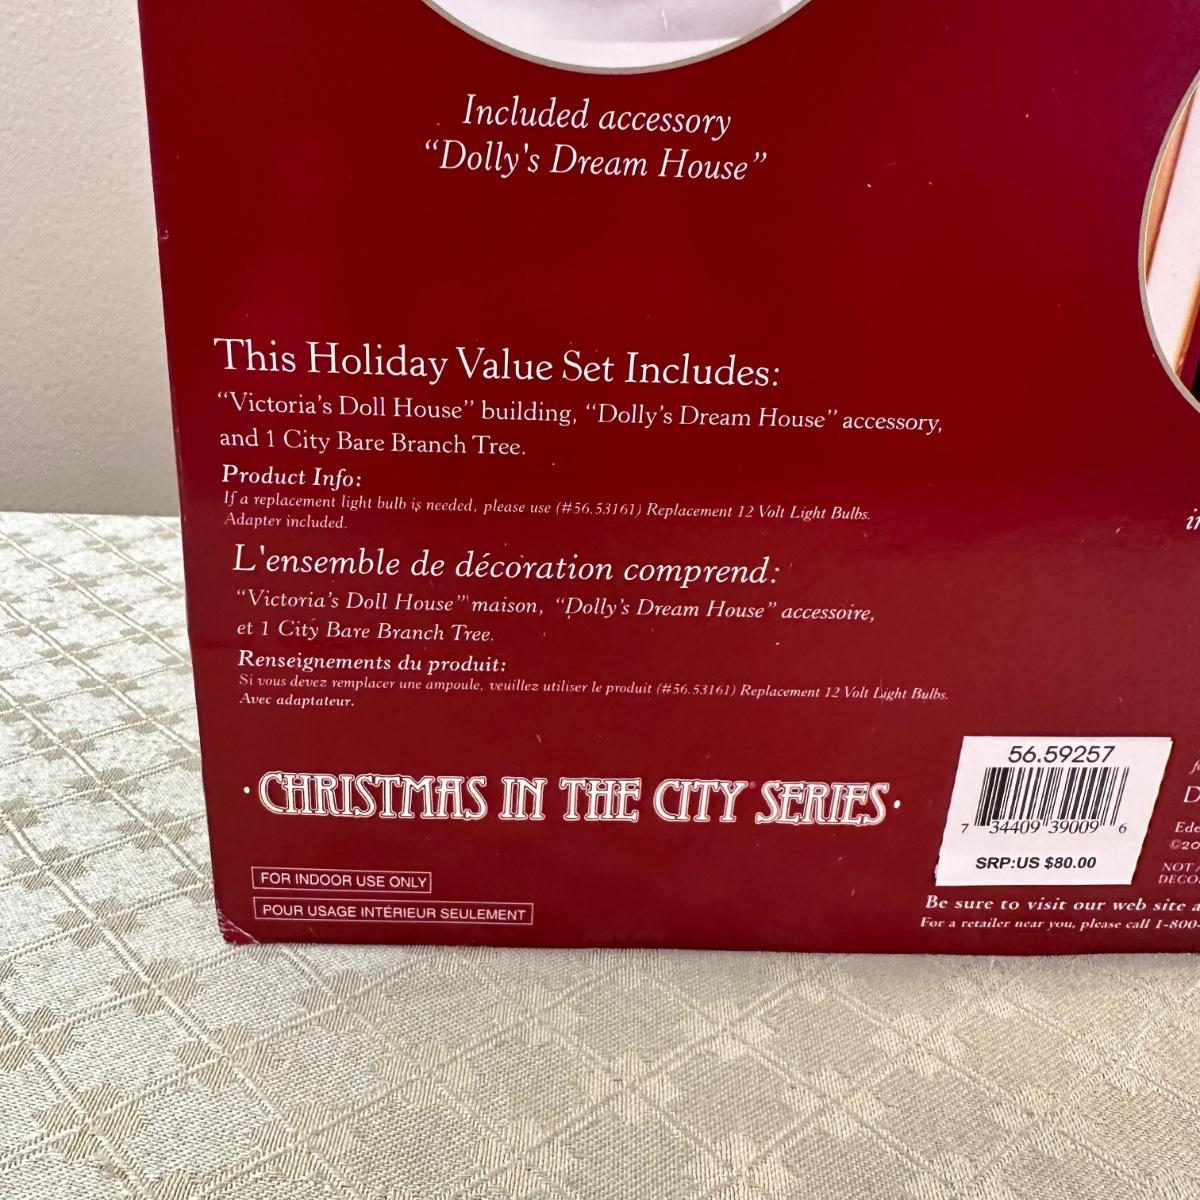 Included accessory
“Dolly's Dream House”
This Holiday Value Set Includes:
“Victoria’s Doll House” building, “Dolly’s Dream House” accessory,
and 1 City Bare Branch Tree.
Product Info:
If a replacement light bulb is needed, please use (#56.53161) Replacement 12 Volt Light Bulbs.
Adapter included.
L'ensemble de décoration comprend:
“Victoria’s Doll House” maison, “Dolly’s Dream House” accessoire,
et 1 City Bare Branch Tree.
Renseignements du produit:
Si vous devez remplacer une ampoule, veuillez utiliser le produit (#56.53161) Replacement 12 Volt Light Bulbs.
Avec adaptateur.
·CHRISTMAS IN THE CITY SERIES·
FOR INDOOR USE ONLY
POUR USAGE INTÉRIEUR SEULEMENT
56.59257
7 34409 39009 6
SRP:US $80.00
Ede
©20
NOT
DECO
Be sure to visit our web site a
For a retailer near you, please call 1-800-